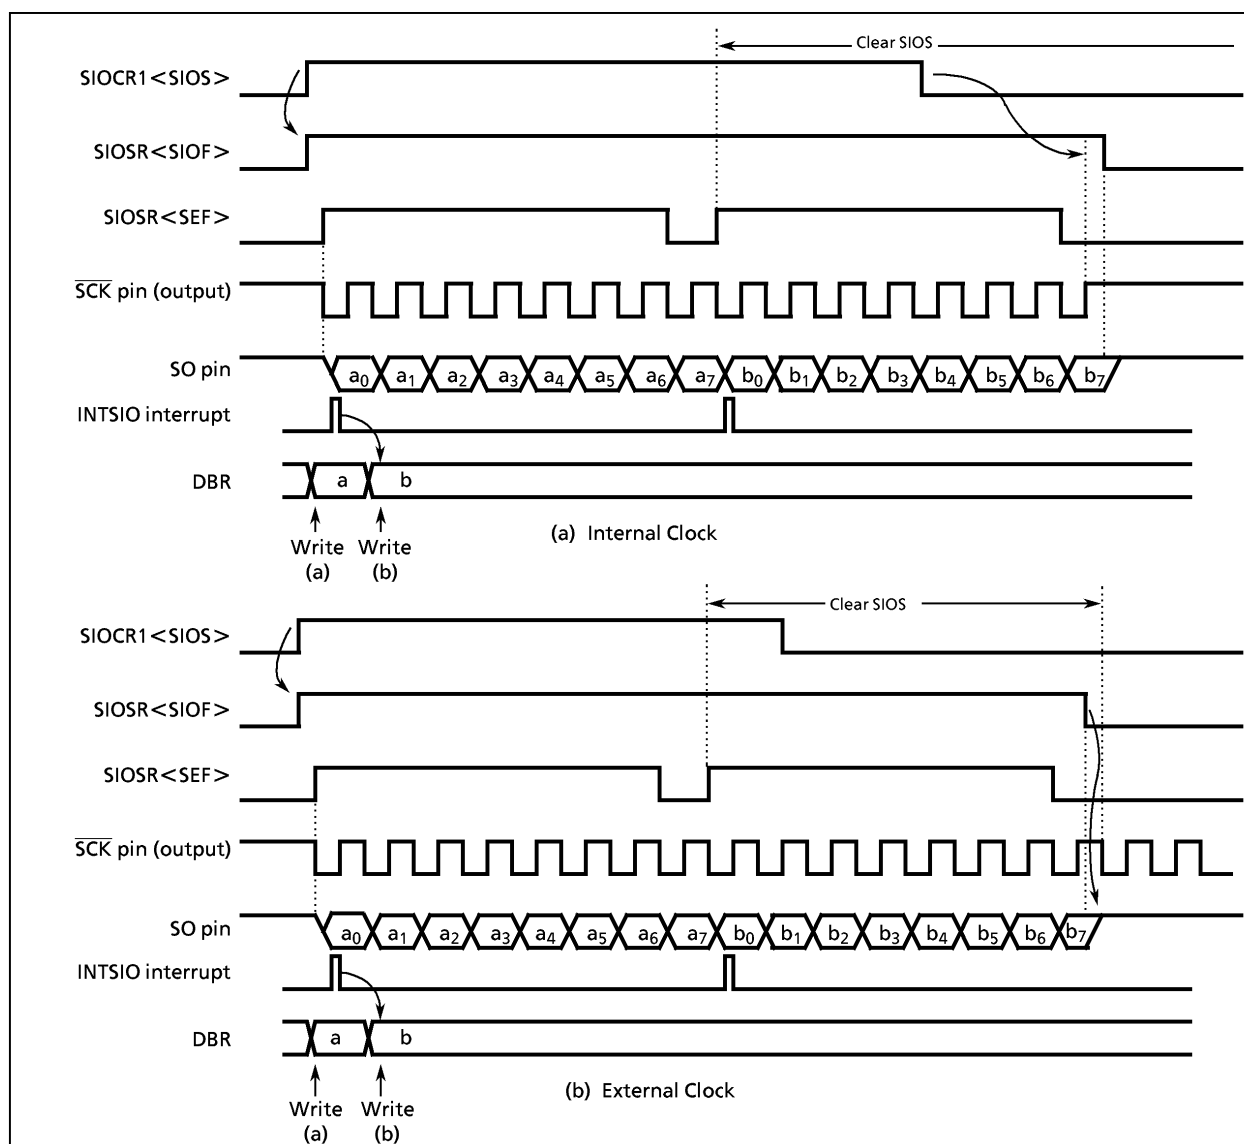 Clear SIOS
SIOCR1<SIOS>
SIOSR<SIOF>
SIOSR<SEF>
SCK pin (output)
SO pin a0 a1 a2 a3 a4 a5 a6 a7 b0 b1 b2 b3 b4 b5 b6 b7
INTSIO interrupt
DBR a b
(a) Internal Clock
Write Write
(a) (b)
Clear SIOS
SIOCR1<SIOS>
SIOSR<SIOF>
SIOSR<SEF>
SCK pin (output)
SO pin a0 a1 a2 a3 a4 a5 a6 a7 b0 b1 b2 b3 b4 b5 b6 b7
INTSIO interrupt
DBR a b
(b) External Clock
Write Write
(a) (b)